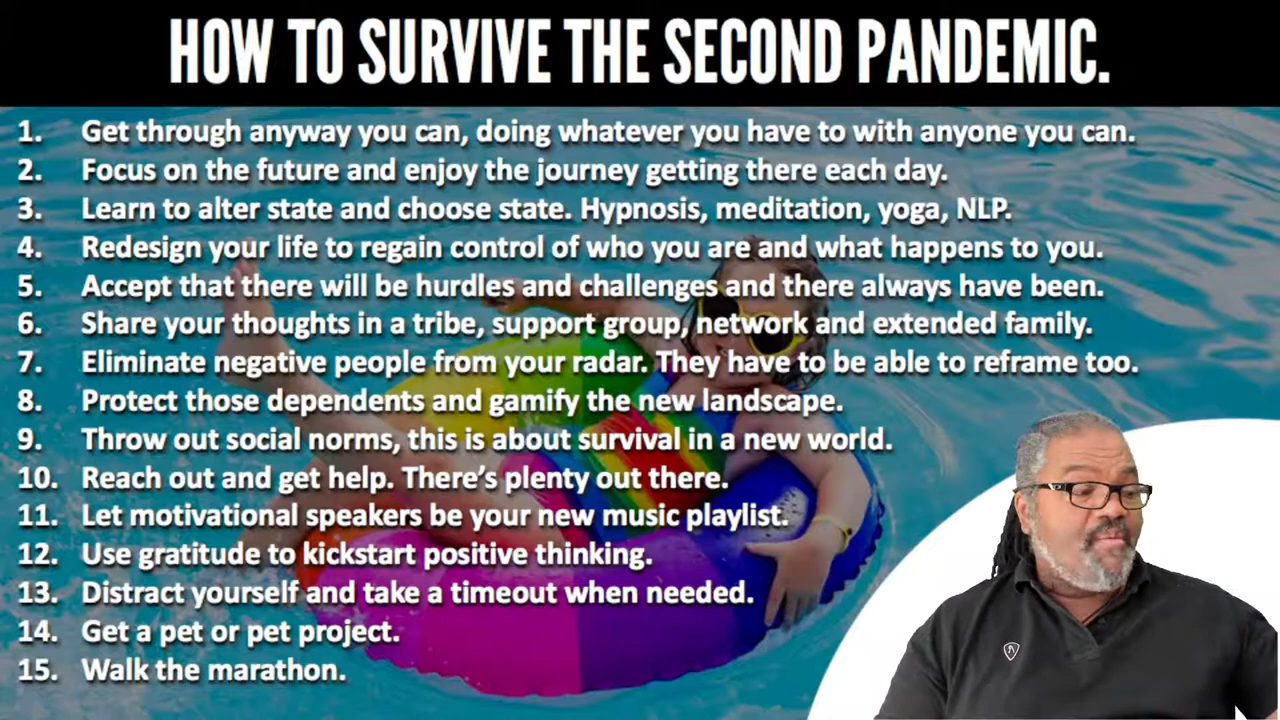 HOW TO SURVIVE THE SECOND PANDEMIC.
1. Get through anyway you can, doing whatever you have to with anyone you can.
2. Focus on the future and enjoy the journey getting there each day.
3. Learn to alter state and choose state. Hypnosis, meditation, yoga, NLP.
4. Redesign your life to regain control of who you are and what happens to you.
5. Accept that there will be hurdles and challenges and there always have been.
6. Share your thoughts in a tribe, support group, network and extended family.
7. Eliminate negative people from your radar. They have to be able to reframe too.
8. Protect those dependents and gamify the new landscape.
9. Throw out social norms, this is about survival in a new world.
10. Reach out and get help. There’s plenty out there.
11. Let motivational speakers be your new music playlist.
12. Use gratitude to kickstart positive thinking.
13. Distract yourself and take a timeout when needed.
14. Get a pet or pet project.
15. Walk the marathon.